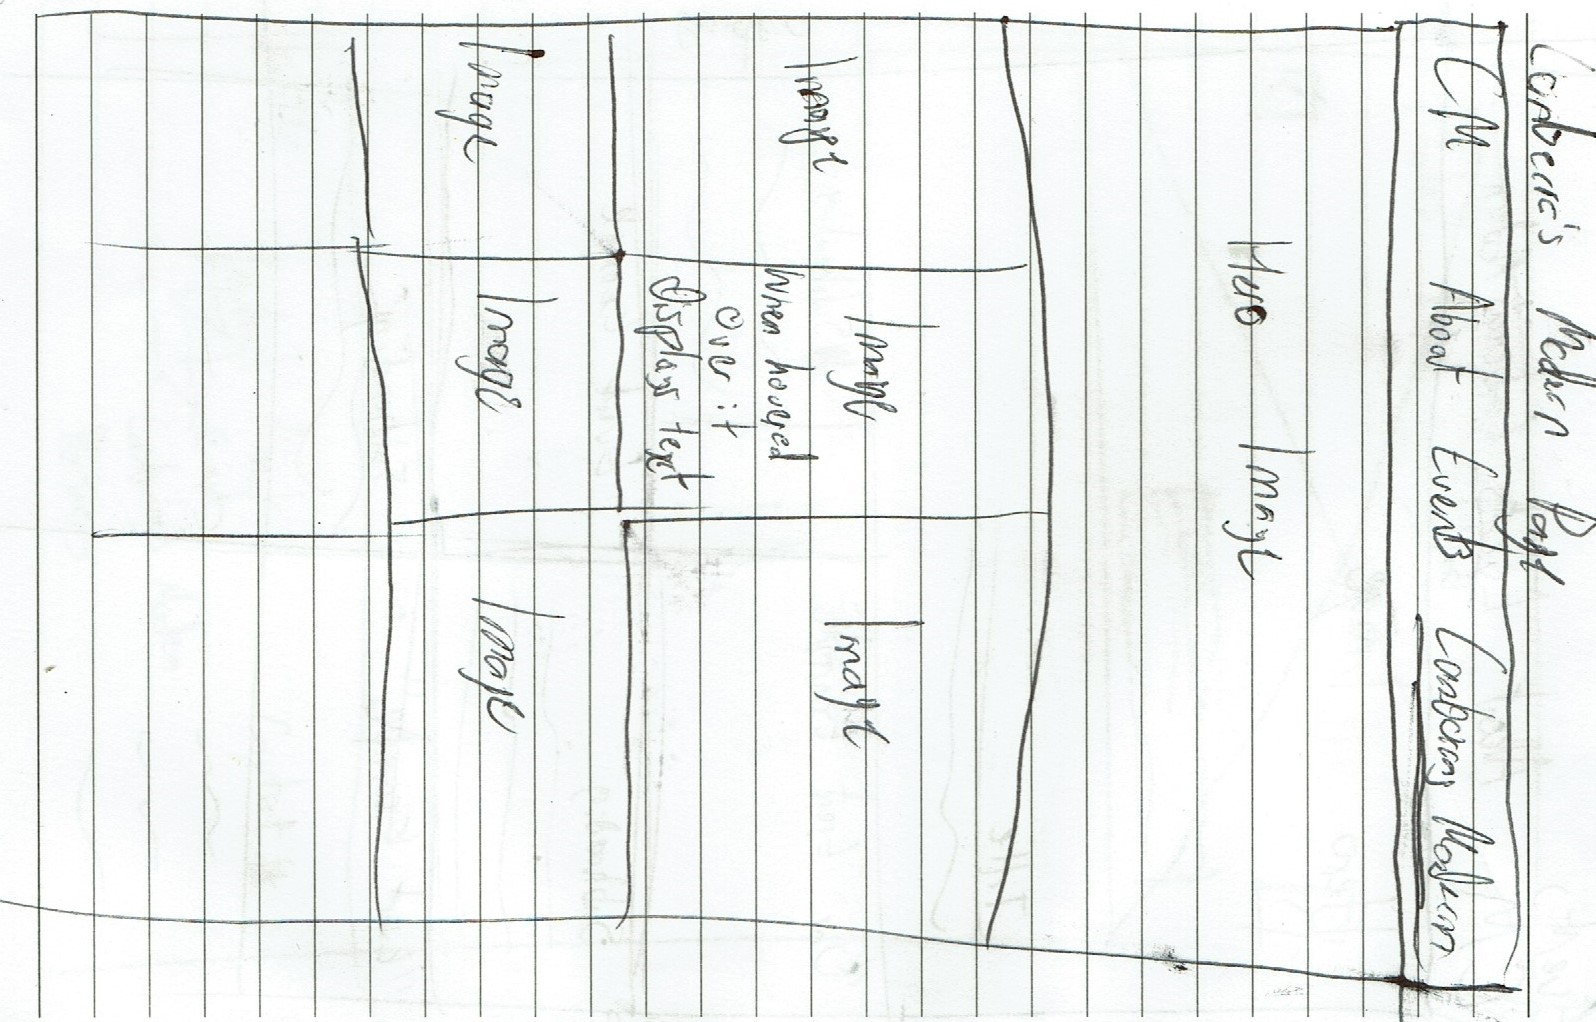 Canberra's Modern Page
CM About Events Canberras Modern
Hero Image
Image
Image
When hovered
over it
Displays text
Image
Image
Image
Image